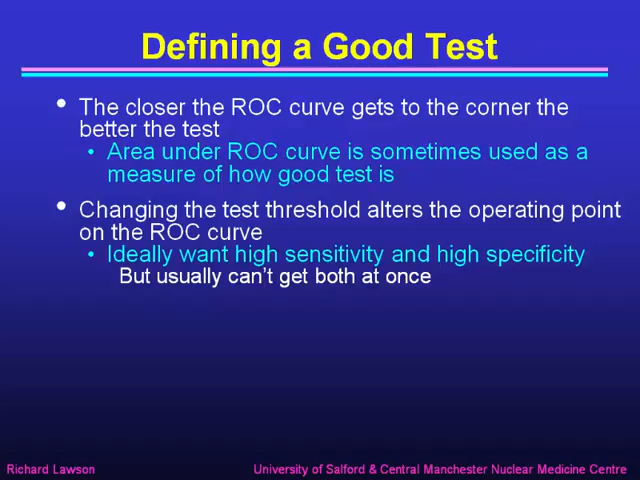 Defining a Good Test
• The closer the ROC curve gets to the corner the
better the test
• Area under ROC curve is sometimes used as a
measure of how good test is
• Changing the test threshold alters the operating point
on the ROC curve
• Ideally want high sensitivity and high specificity
But usually can't get both at once
Richard Lawson
University of Salford & Central Manchester Nuclear Medicine Centre